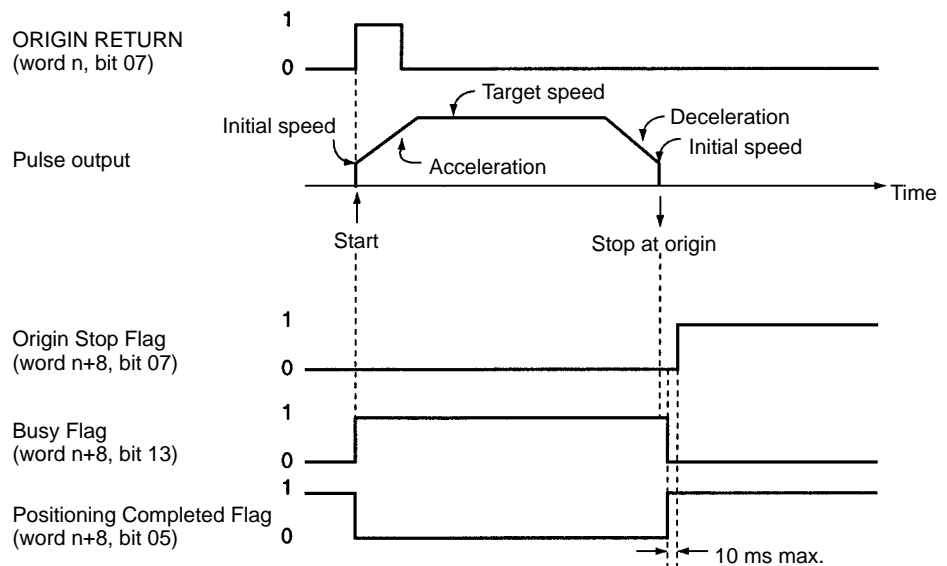 1
ORIGIN RETURN
(word n, bit 07)
0
Target speed
Initial speed
Deceleration
Initial speed
Pulse output
Acceleration
Time
Start
Stop at origin
1
Origin Stop Flag
(word n+8, bit 07)
0
1
Busy Flag
(word n+8, bit 13)
0
1
Positioning Completed Flag
(word n+8, bit 05)
0
10 ms max.